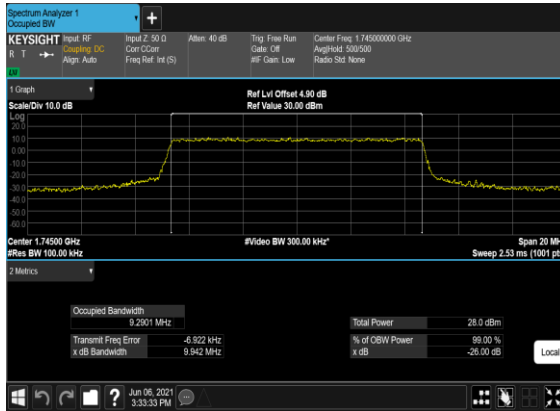 Spectrum Analyzer 1
Occupied BW
+
KEYSIGHT Input: RF Input Z: 50 Ω Atten: 40 dB Trig: Free Run Center Freq: 1.745000000 GHz
R T Coupling: DC Corr CCorr Gate: Off Avg|Hold: 500/500
Align: Auto Freq Ref: Int (S) #IF Gain: Low Radio Std: None
1 Graph
Ref Lvl Offset 4.90 dB
Scale/Div 10.0 dB Ref Value 30.00 dBm
Log
20.0
10.0
0.00
-10.0
-20.0
-30.0
-40.0
-50.0
-60.0
Center 1.74500 GHz #Video BW 300.00 kHz* Span 20 MH
#Res BW 100.00 kHz Sweep 2.53 ms (1001 pt
2 Metrics
Occupied Bandwidth
9.2901 MHz Total Power 28.0 dBm
Transmit Freq Error -6.922 kHz % of OBW Power 99.00 %
x dB Bandwidth 9.942 MHz x dB -26.00 dB
Local
?
Jun 06, 2021
3:33:33 PM